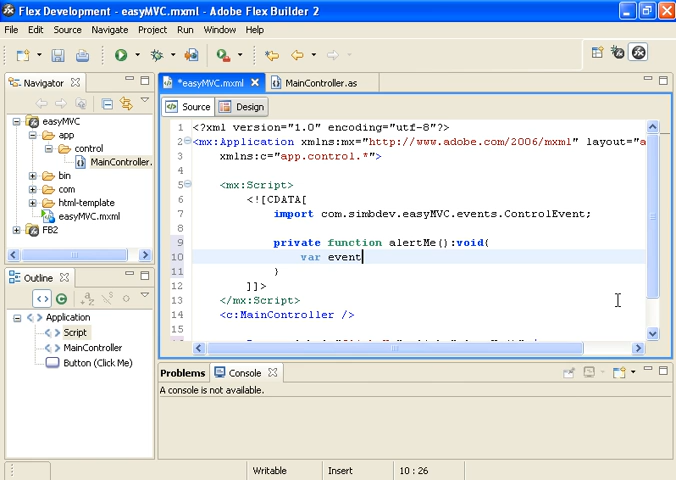 Flex Development - easyMVC.mxml - Adobe Flex Builder 2
File Edit Source Navigate Project Run Window Help
Navigator
*easyMVC.mxml
MainController.as
Source
Design
easyMVC
app
control
MainController.
bin
com
html-template
easyMVC.mxml
FB2
1 <?xml version="1.0" encoding="utf-8"?>
2 <mx:Application xmlns:mx="http://www.adobe.com/2006/mxml" layout="a
3 xmlns:c="app.control.*">
4
5 <mx:Script>
6 <![CDATA[
7 import com.simbdev.easyMVC.events.ControlEvent;
8
9 private function alertMe():void{
10 var event
11 }
12 ]]>
13 </mx:Script>
14 <c:MainController />
15
Outline
Application
Script
MainController
Button (Click Me)
Problems
Console
A console is not available.
Writable
Insert
10 : 26